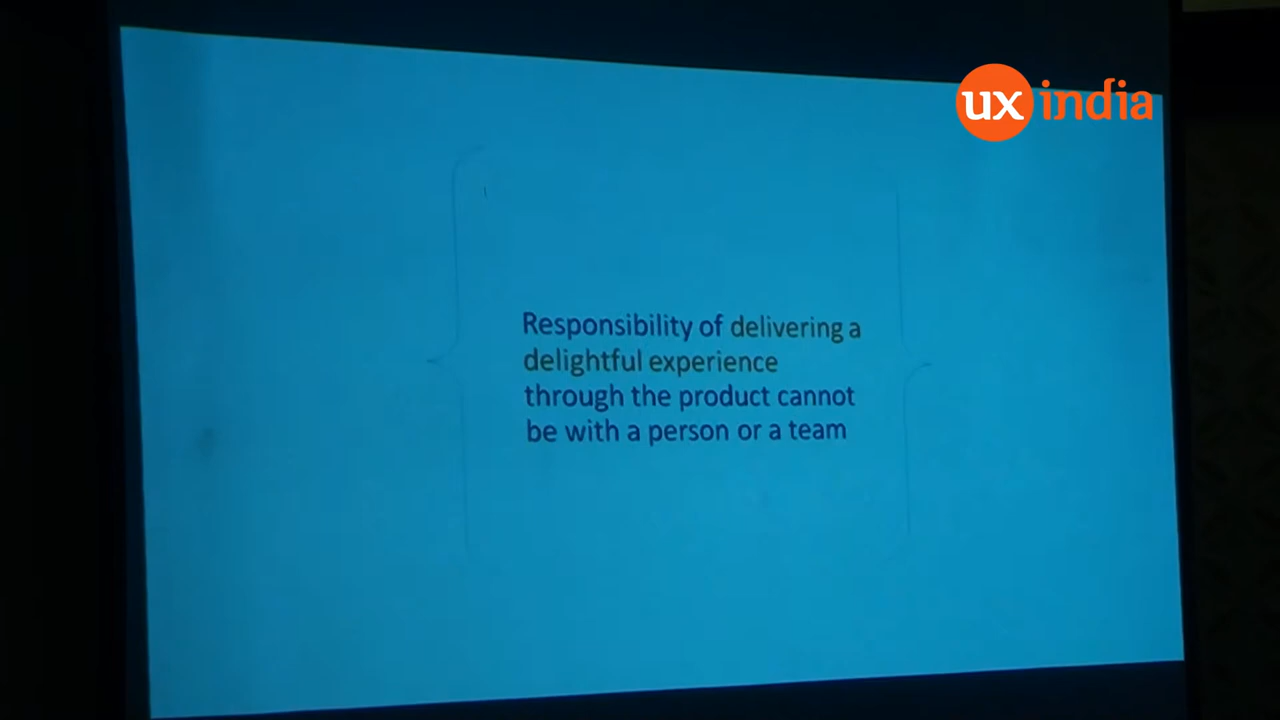 ux india
Responsibility of delivering a
delightful experience
through the product cannot
be with a person or a team